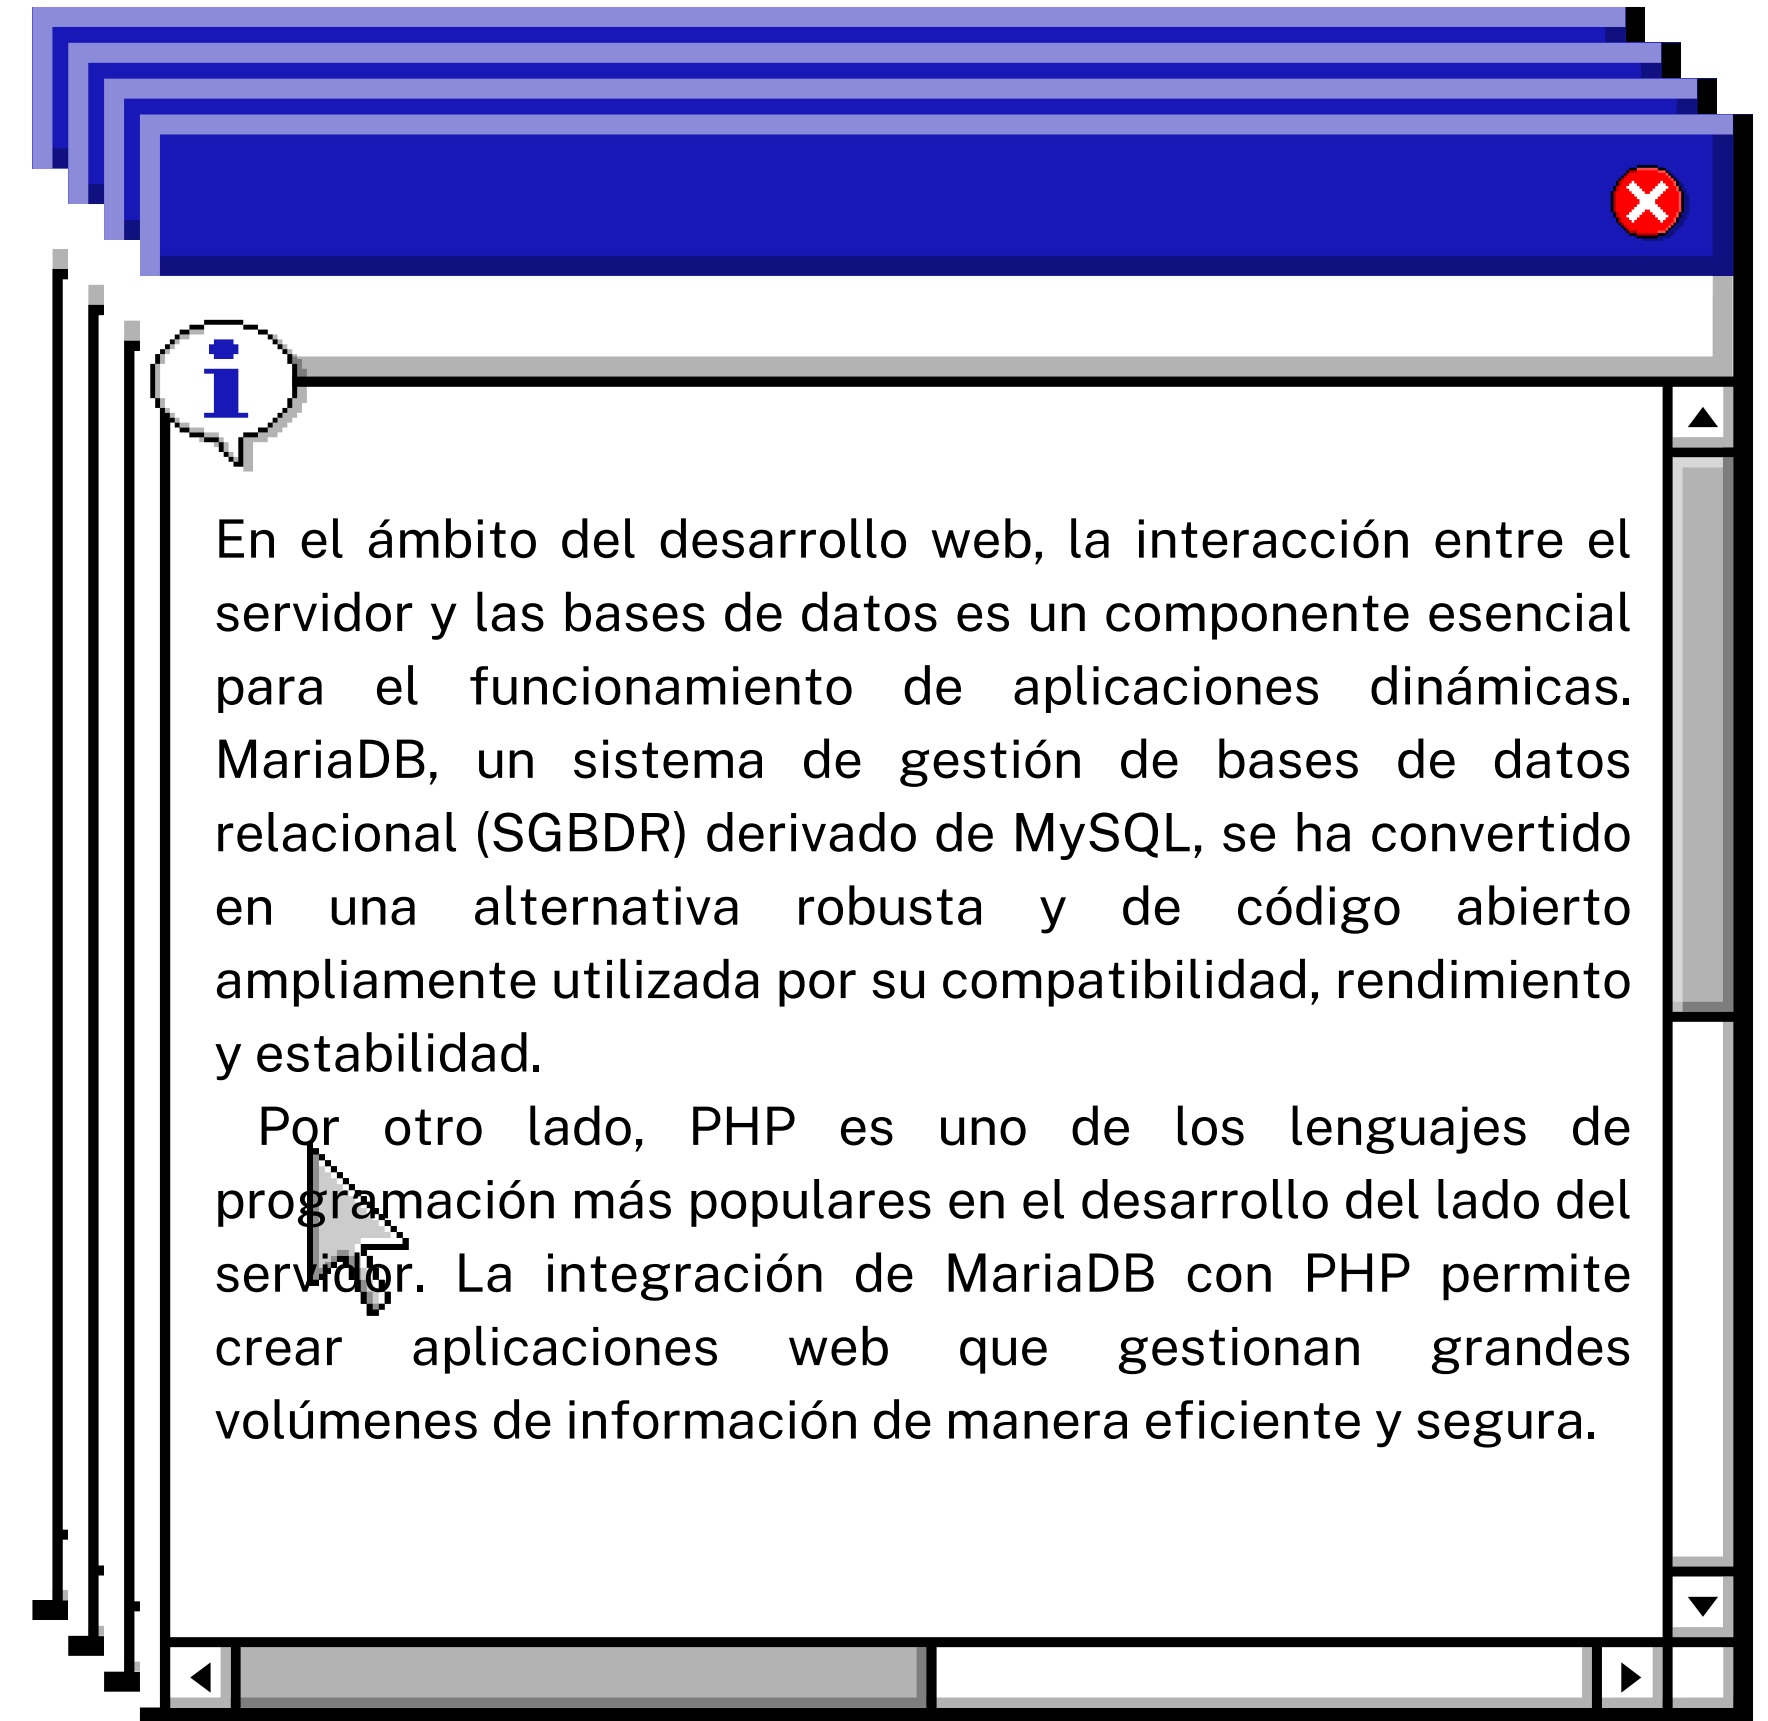 i
En el ámbito del desarrollo web, la interacción entre el
servidor y las bases de datos es un componente esencial
para el funcionamiento de aplicaciones dinámicas.
MariaDB, un sistema de gestión de bases de datos
relacional (SGBDR) derivado de MySQL, se ha convertido
en una alternativa robusta y de código abierto
ampliamente utilizada por su compatibilidad, rendimiento
y estabilidad.
Por otro lado, PHP es uno de los lenguajes de
programación más populares en el desarrollo del lado del
servidor. La integración de MariaDB con PHP permite
crear aplicaciones web que gestionan grandes
volúmenes de información de manera eficiente y segura.